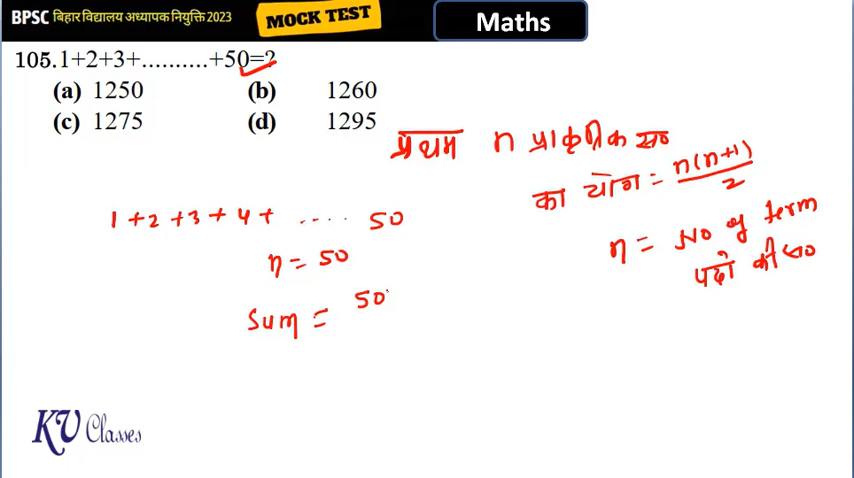 BPSC बिहार विद्यालय अध्यापक नियुक्ति 2023
MOCK TEST
Maths
105.1+2+3+..........+50=?
(a) 1250
(b) 1260
(c) 1275
(d) 1295
प्रथम n प्राकृतिक सं०
का योग = n(n+1)/2
1 + 2 + 3 + 4 + ..... 50
n = No of term
पदो की सं०
n = 50
Sum = 50
KV Classes